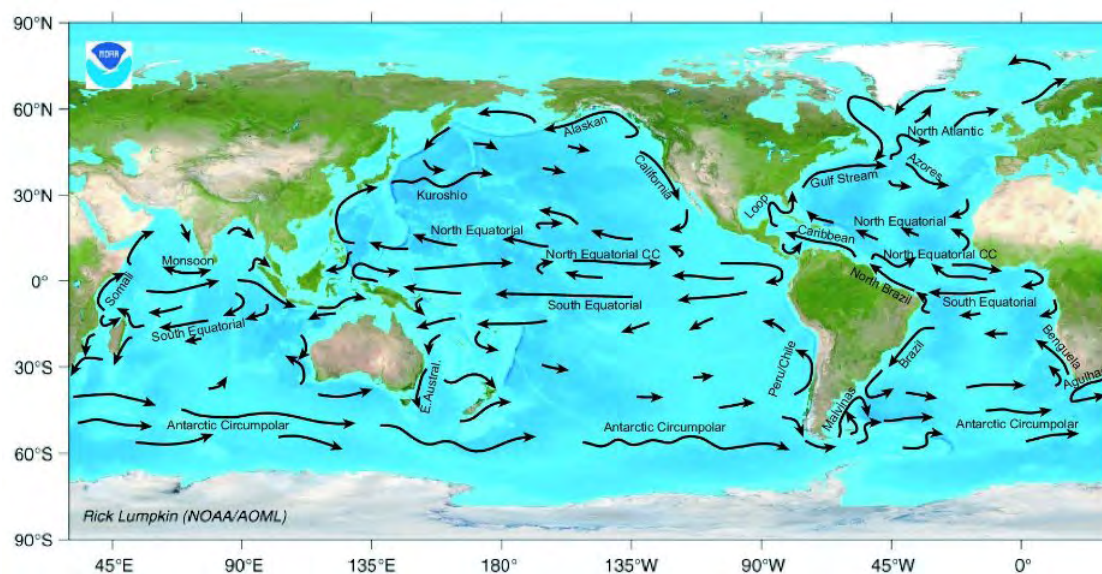 90°N
NOAA
60°N
Alaskan
North Atlantic
Azores
30°N
Kuroshio
California
Loop
Gulf Stream
North Equatorial
North Equatorial
Caribbean
Monsoon
North Equatorial CC
North Equatorial CC
0°
Somali
South Equatorial
North Brazil
South Equatorial
South Equatorial
30°S
E.Austral.
Peru/Chile
Brazil
Benguela
Agulhas
Malvinas
Antarctic Circumpolar
Antarctic Circumpolar
Antarctic Circumpolar
60°S
Rick Lumpkin (NOAA/AOML)
90°S
45°E
90°E
135°E
180°
135°W
90°W
45°W
0°